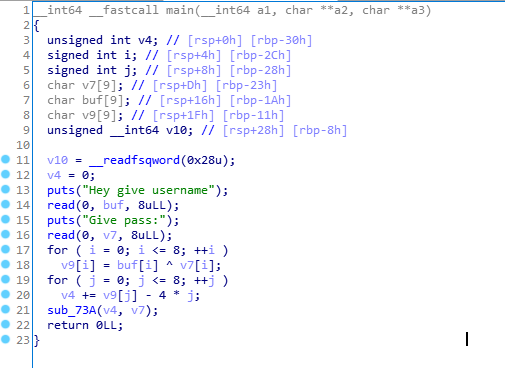 1 __int64 __fastcall main(__int64 a1, char **a2, char **a3)
2 {
3 unsigned int v4; // [rsp+0h] [rbp-30h]
4 signed int i; // [rsp+4h] [rbp-2Ch]
5 signed int j; // [rsp+8h] [rbp-28h]
6 char v7[9]; // [rsp+Dh] [rbp-23h]
7 char buf[9]; // [rsp+16h] [rbp-1Ah]
8 char v9[9]; // [rsp+1Fh] [rbp-11h]
9 unsigned __int64 v10; // [rsp+28h] [rbp-8h]
10
11 v10 = __readfsqword(0x28u);
12 v4 = 0;
13 puts("Hey give username");
14 read(0, buf, 8uLL);
15 puts("Give pass:");
16 read(0, v7, 8uLL);
17 for ( i = 0; i <= 8; ++i )
18 v9[i] = buf[i] ^ v7[i];
19 for ( j = 0; j <= 8; ++j )
20 v4 += v9[j] - 4 * j;
21 sub_73A(v4, v7);
22 return 0LL;
23 }